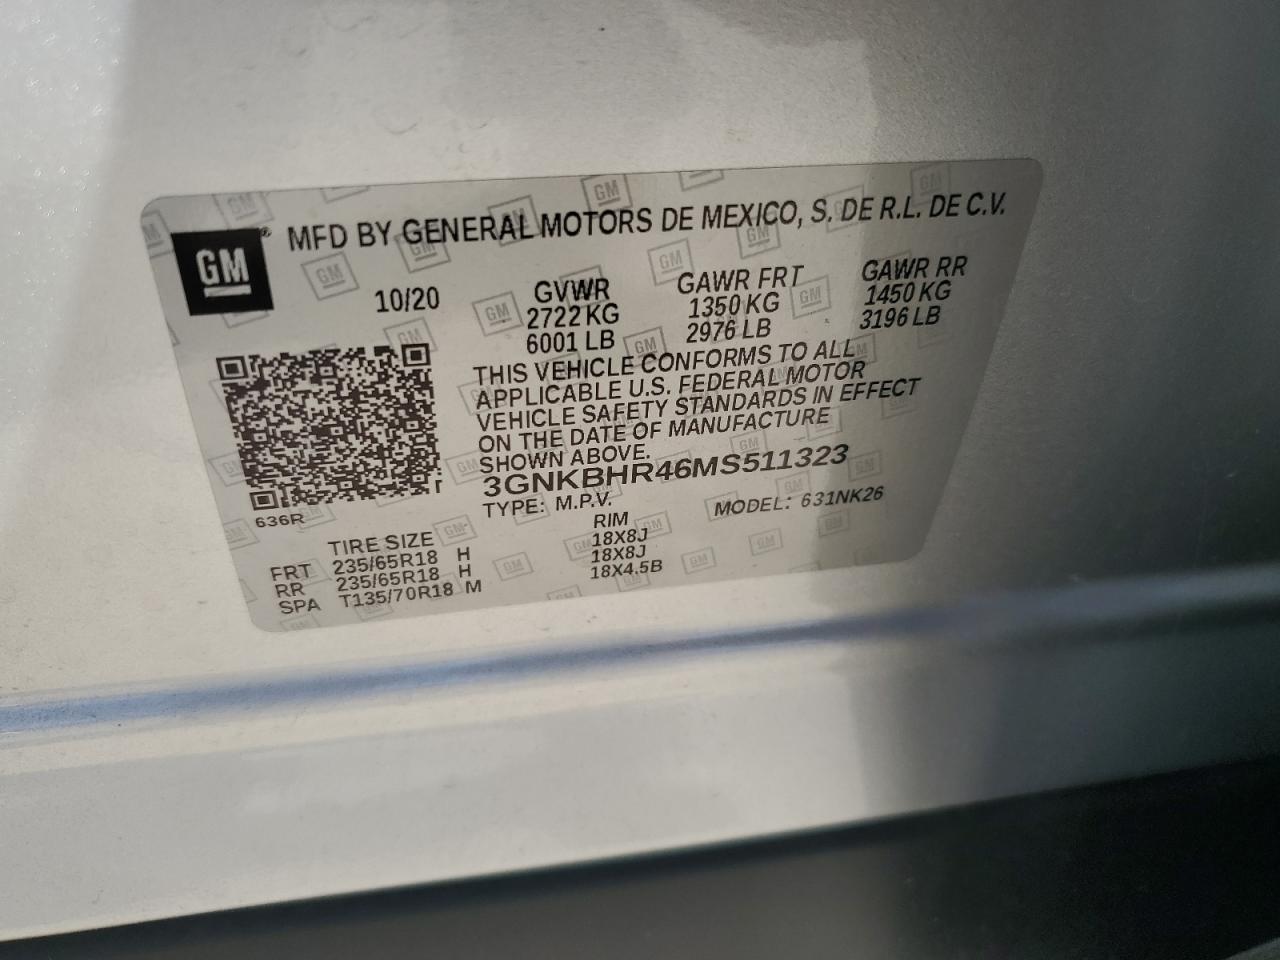 GM® MFD BY GENERAL MOTORS DE MEXICO, S. DE R.L. DE C.V.
10/20
GVWR
2722 KG
6001 LB
GAWR FRT
1350 KG
2976 LB
GAWR RR
1450 KG
3196 LB
THIS VEHICLE CONFORMS TO ALL
APPLICABLE U.S. FEDERAL MOTOR
VEHICLE SAFETY STANDARDS IN EFFECT
ON THE DATE OF MANUFACTURE
SHOWN ABOVE.
3GNKBHR46MS511323
TYPE: M.P.V. MODEL: 631NK26
636R
TIRE SIZE RIM
FRT 235/65R18 H 18X8J
RR 235/65R18 H 18X8J
SPA T135/70R18 M 18X4.5B